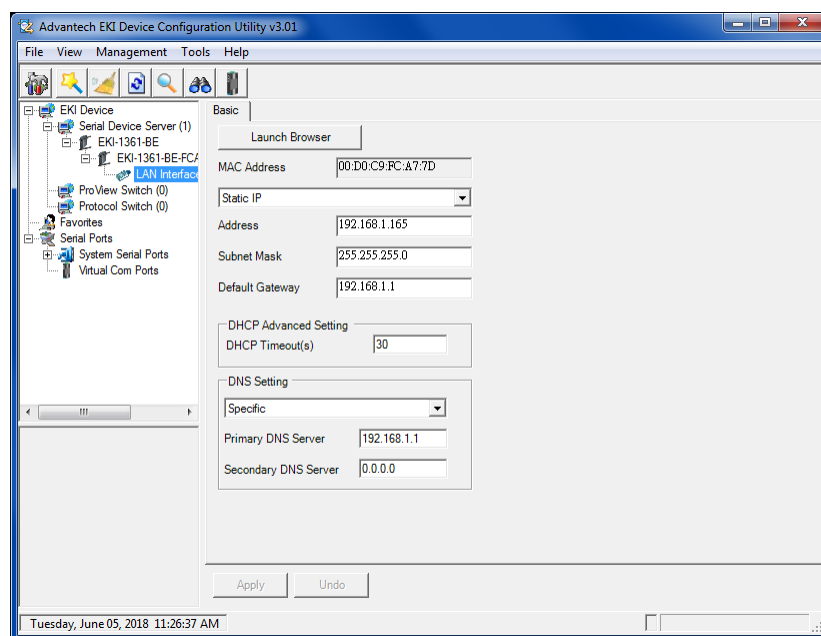 Advantech EKI Device Configuration Utility v3.01
File View Management Tools Help
EKI Device
Serial Device Server (1)
EKI-1361-BE
EKI-1361-BE-FCA
LAN Interface
ProView Switch (0)
Protocol Switch (0)
Favorites
Serial Ports
System Serial Ports
Virtual Com Ports
Basic
Launch Browser
MAC Address 00:D0:C9:FC:A7:7D
Static IP
Address 192.168.1.165
Subnet Mask 255.255.255.0
Default Gateway 192.168.1.1
DHCP Advanced Setting
DHCP Timeout(s) 30
DNS Setting
Specific
Primary DNS Server 192.168.1.1
Secondary DNS Server 0.0.0.0
Apply Undo
Tuesday, June 05, 2018 11:26:37 AM